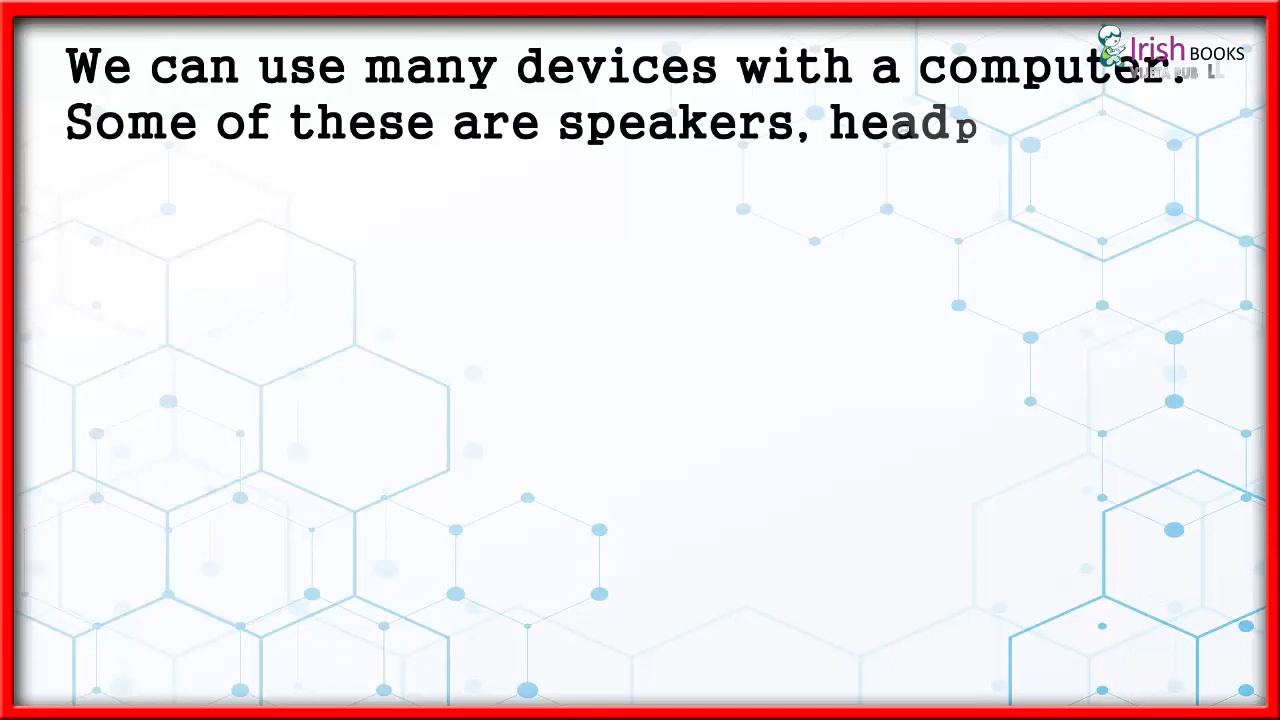 Irish BOOKS
We can use many devices with a computer.
Some of these are speakers, headp